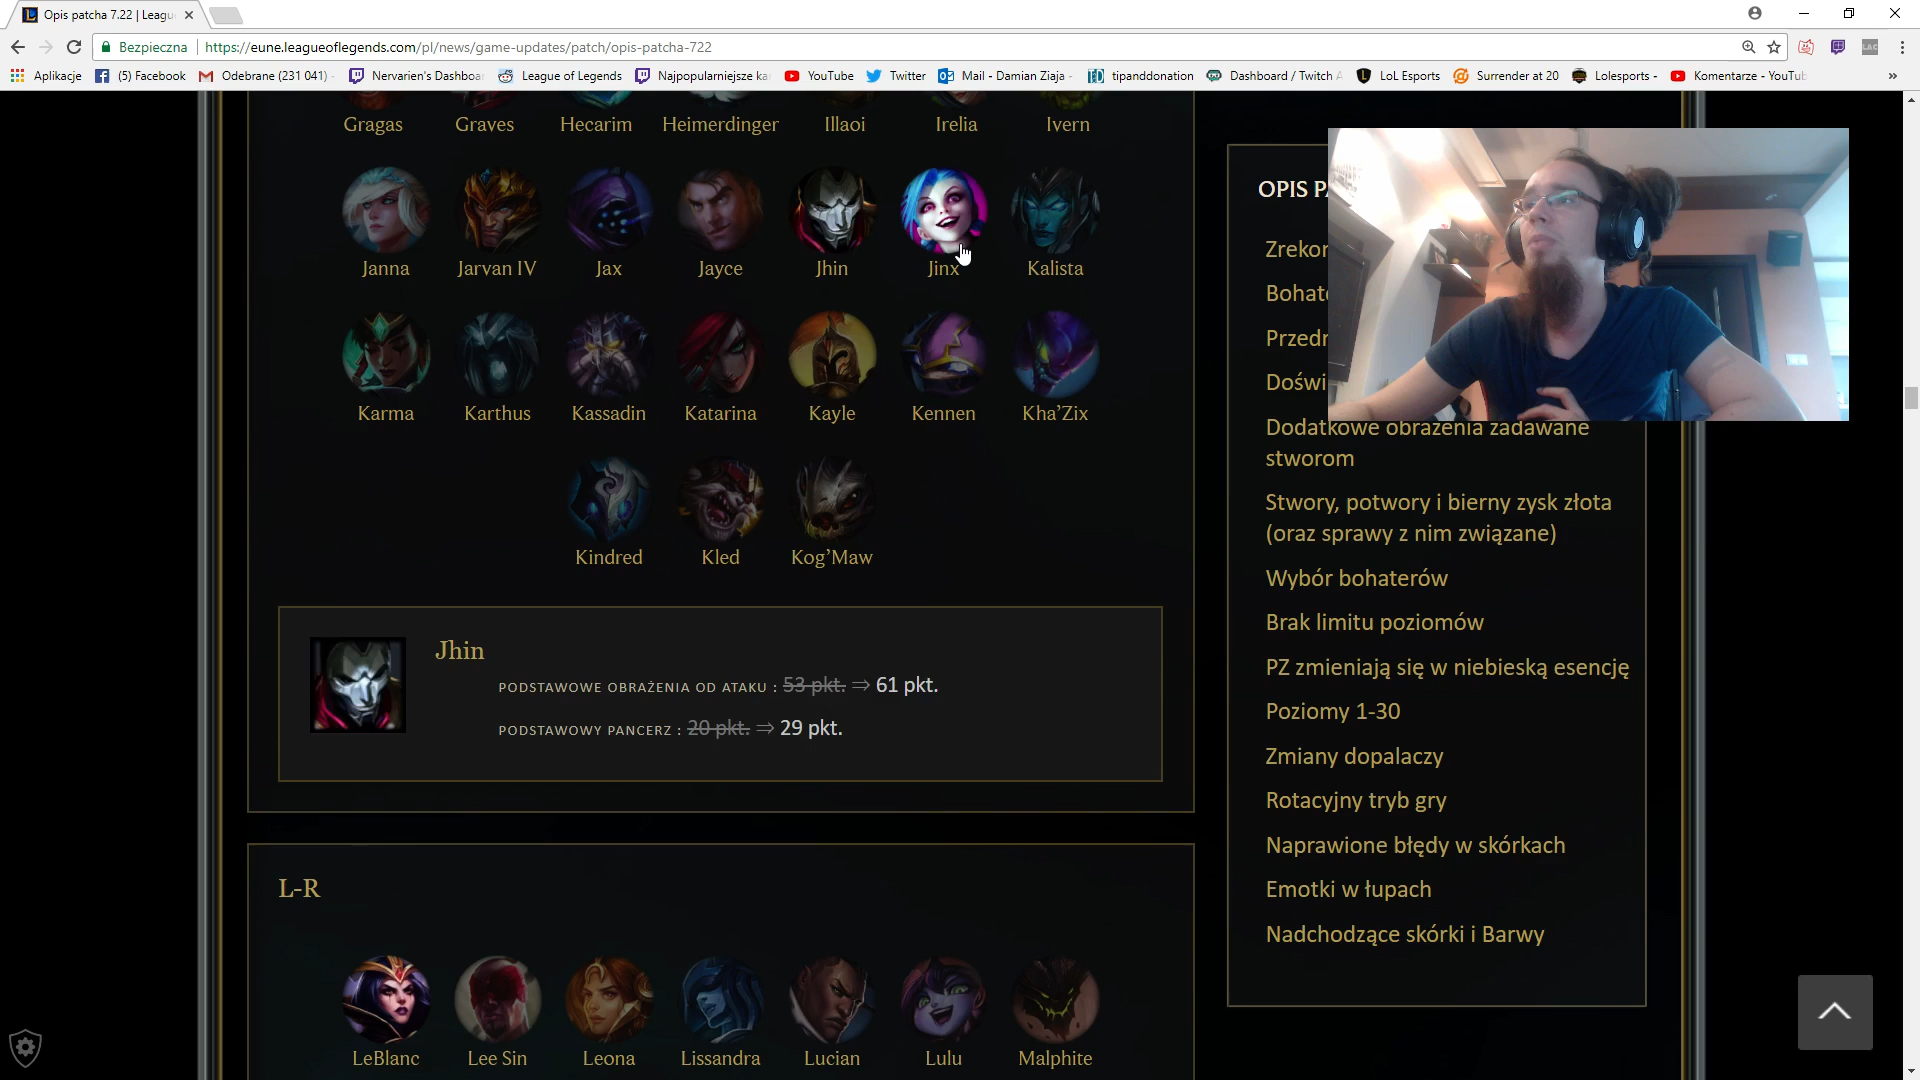 Opis patcha 7.22 | Leagu
Bezpieczna
https://eune.leagueoflegends.com/pl/news/game-updates/patch/opis-patcha-722
Aplikacje
(5) Facebook
Odebrane (231 041)
Nervarien's Dashboa
League of Legends
Najpopularniejsze ka
YouTube
Twitter
Mail - Damian Ziaja -
tipanddonation
Dashboard / Twitch A
LoL Esports
Surrender at 20
Lolesports -
Komentarze - YouTub
»
Gragas Graves Hecarim Heimerdinger Illaoi Irelia Ivern
Janna Jarvan IV Jax Jayce Jhin Jinx Kalista
Karma Karthus Kassadin Katarina Kayle Kennen Kha’Zix
Kindred Kled Kog’Maw
Jhin
PODSTAWOWE OBRAŻENIA OD ATAKU : 53 pkt. ⇒ 61 pkt.
PODSTAWOWY PANCERZ : 20 pkt. ⇒ 29 pkt.
L-R
LeBlanc Lee Sin Leona Lissandra Lucian Lulu Malphite
OPIS
Dodatkowe obrażenia zadawane
stworom
Stwory, potwory i bierny zysk złota
(oraz sprawy z nim związane)
Wybór bohaterów
Brak limitu poziomów
PZ zmieniają się w niebieską esencję
Poziomy 1-30
Zmiany dopalaczy
Rotacyjny tryb gry
Naprawione błędy w skórkach
Emotki w łupach
Nadchodzące skórki i Barwy